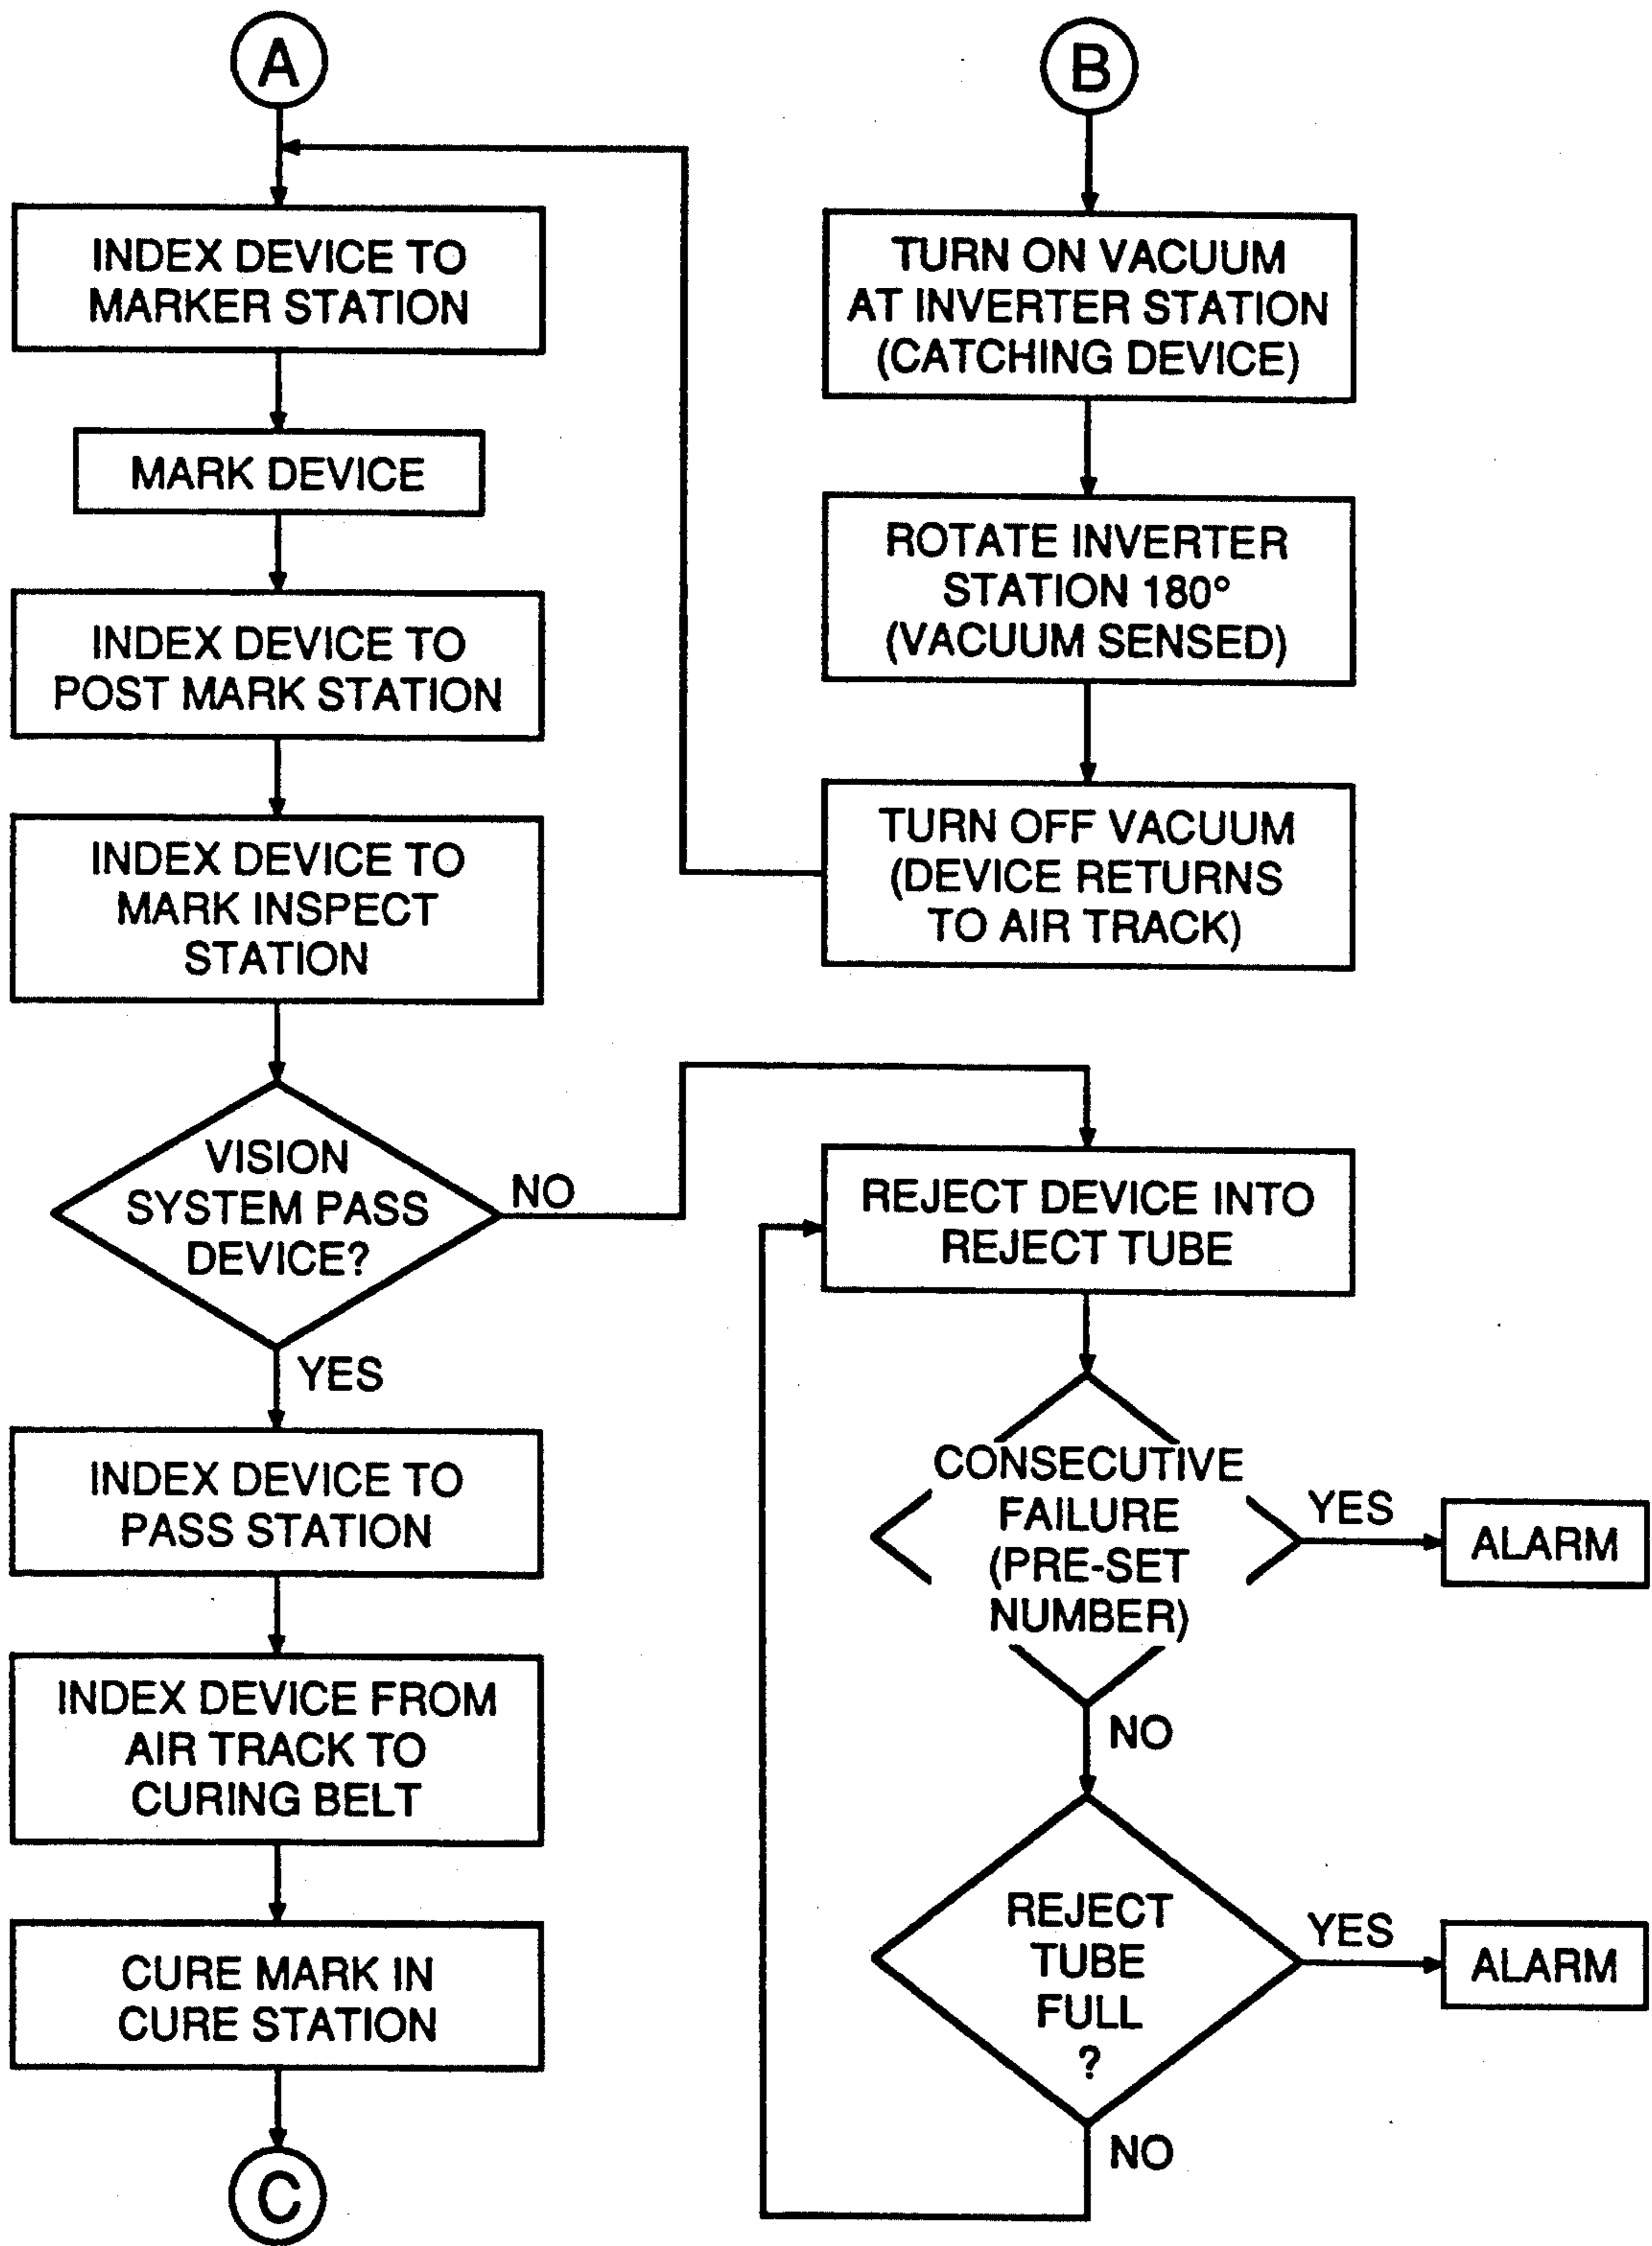 A
INDEX DEVICE TO
MARKER STATION
MARK DEVICE
INDEX DEVICE TO
POST MARK STATION
INDEX DEVICE TO
MARK INSPECT
STATION
VISION
SYSTEM PASS
DEVICE?
NO
YES
INDEX DEVICE TO
PASS STATION
INDEX DEVICE FROM
AIR TRACK TO
CURING BELT
CURE MARK IN
CURE STATION
C
B
TURN ON VACUUM
AT INVERTER STATION
(CATCHING DEVICE)
ROTATE INVERTER
STATION 180°
(VACUUM SENSED)
TURN OFF VACUUM
(DEVICE RETURNS
TO AIR TRACK)
REJECT DEVICE INTO
REJECT TUBE
CONSECUTIVE
FAILURE
(PRE-SET
NUMBER)
YES
ALARM
NO
REJECT
TUBE
FULL
?
YES
ALARM
NO